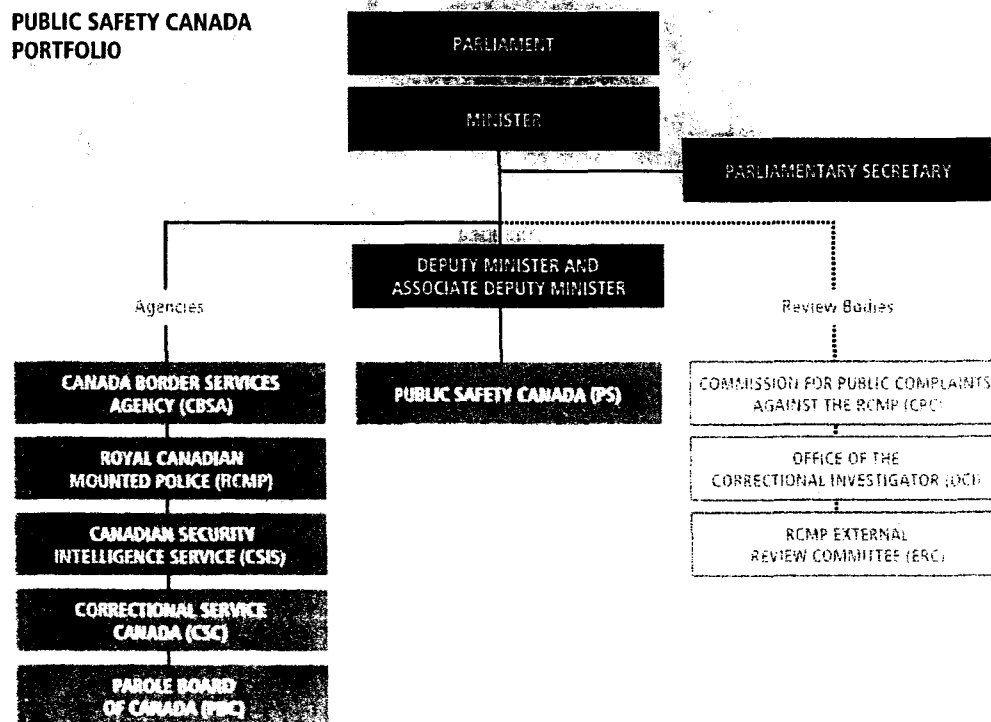 PUBLIC SAFETY CANADA
PORTFOLIO
PARLIAMENT
MINISTER
PARLIAMENTARY SECRETARY
DEPUTY MINISTER AND
ASSOCIATE DEPUTY MINISTER
Agencies
Review Bodies
CANADA BORDER SERVICES
AGENCY (CBSA)
ROYAL CANADIAN
MOUNTED POLICE (RCMP)
CANADIAN SECURITY
INTELLIGENCE SERVICE (CSIS)
CORRECTIONAL SERVICE
CANADA (CSC)
PAROLE BOARD
OF CANADA (PBC)
PUBLIC SAFETY CANADA (PS)
COMMISSION FOR PUBLIC COMPLAINTS
AGAINST THE RCMP (CPC)
OFFICE OF THE
CORRECTIONAL INVESTIGATOR (OCI)
RCMP EXTERNAL
REVIEW COMMITTEE (ERC)